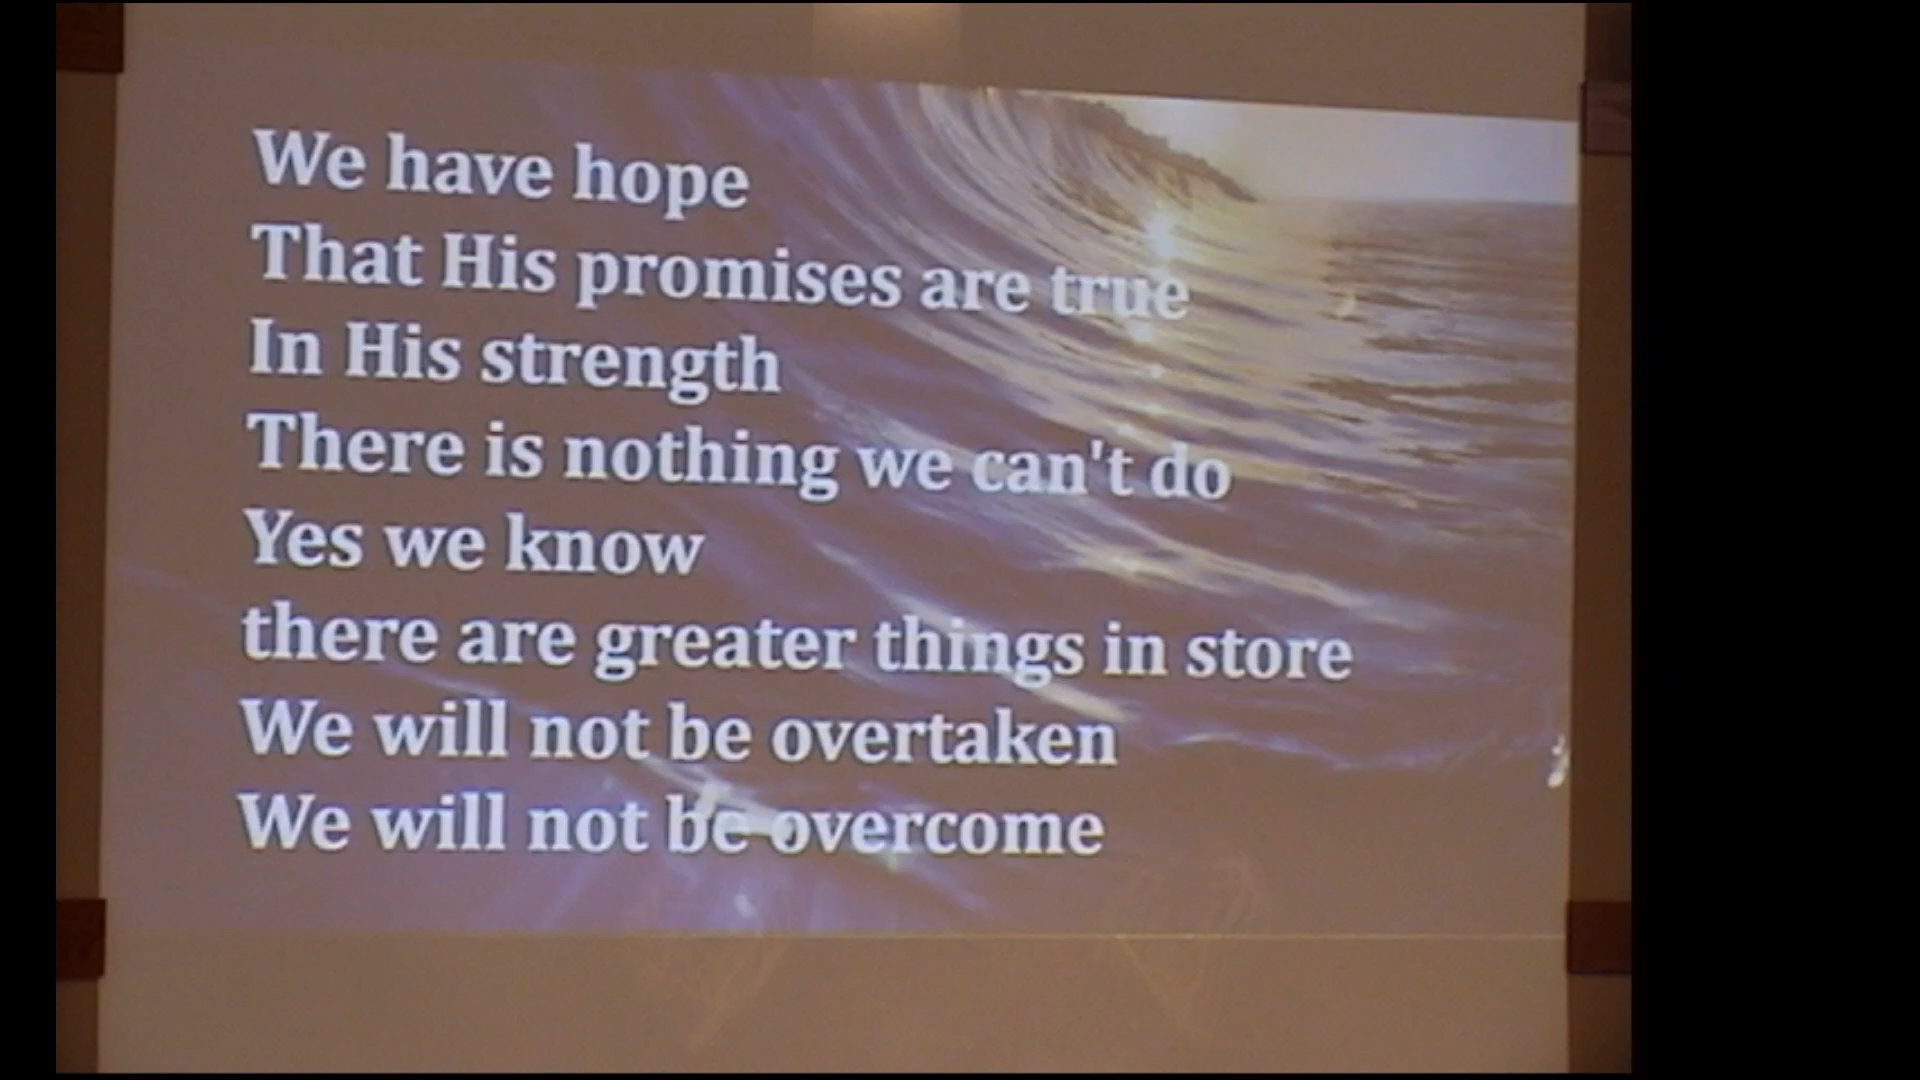 We have hope
That His promises are true
In His strength
There is nothing we can't do
Yes we know
there are greater things in store
We will not be overtaken
We will not be overcome